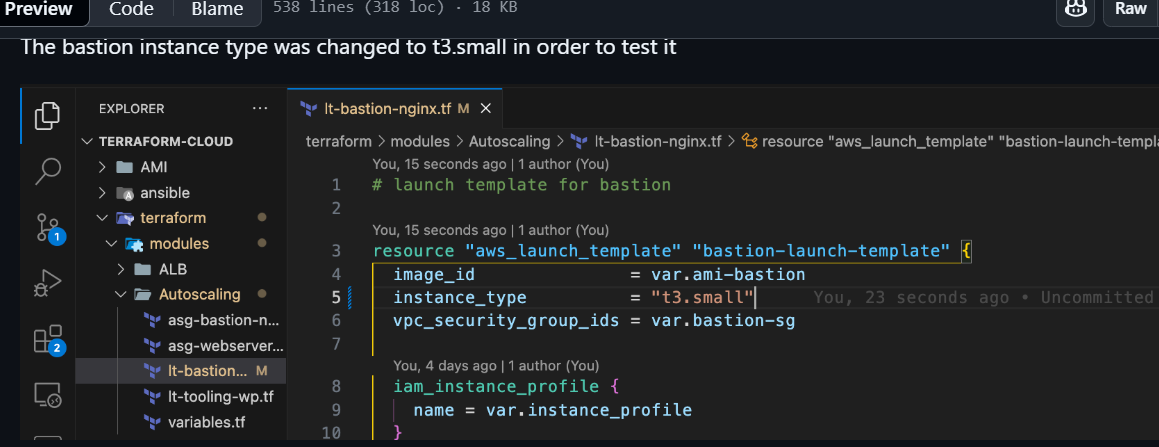 Preview Code Blame 538 lines (318 loc) · 18 KB Raw
The bastion instance type was changed to t3.small in order to test it
EXPLORER ···
TERRAFORM-CLOUD
AMI
ansible
terraform
modules
ALB
Autoscaling
asg-bastion-n...
asg-webserver...
lt-bastion... M
lt-tooling-wp.tf
variables.tf
1
2
lt-bastion-nginx.tf M ×
terraform > modules > Autoscaling > lt-bastion-nginx.tf > resource "aws_launch_template" "bastion-launch-templa
You, 15 seconds ago | 1 author (You)
1 # launch template for bastion
2
You, 15 seconds ago | 1 author (You)
3 resource "aws_launch_template" "bastion-launch-template" {
4 image_id = var.ami-bastion
5 instance_type = "t3.small" You, 23 seconds ago • Uncommitted
6 vpc_security_group_ids = var.bastion-sg
7
You, 4 days ago | 1 author (You)
8 iam_instance_profile {
9 name = var.instance_profile
10 }